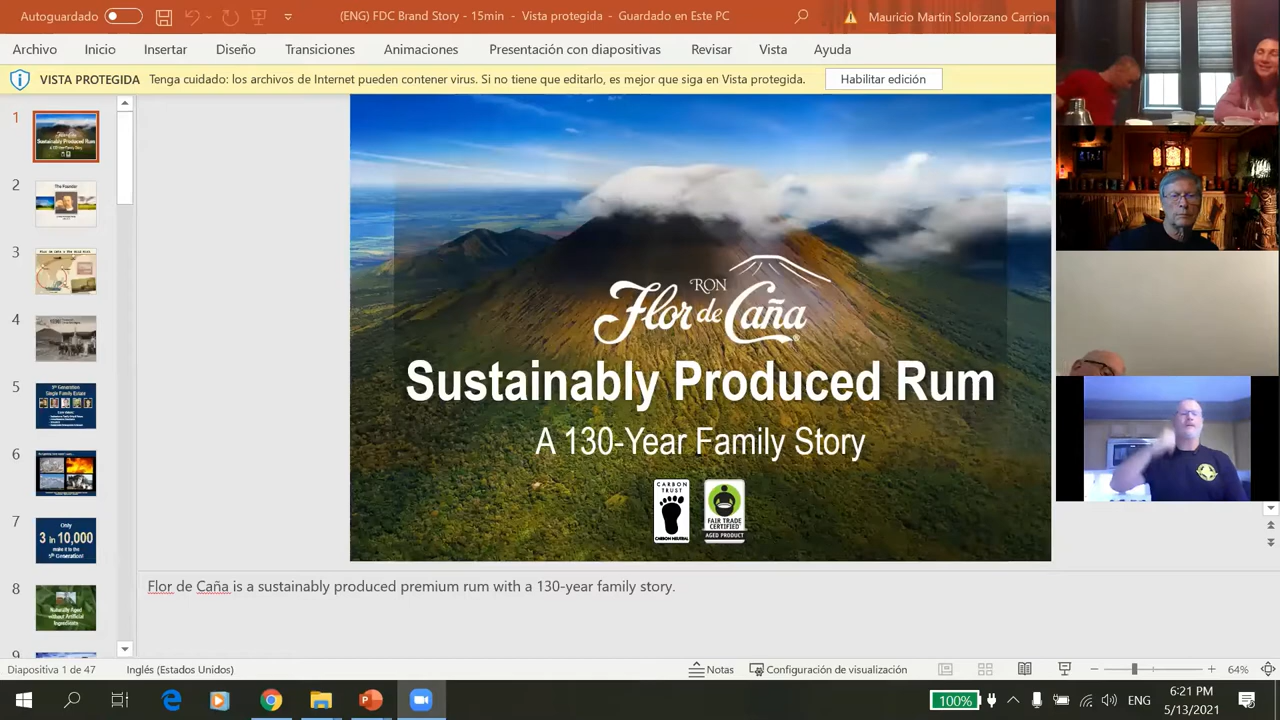 Autoguardado
(ENG) FDC Brand Story - 15min - Vista protegida - Guardado en Este PC
Mauricio Martin Solorzano Carrion
Archivo Inicio Insertar Diseño Transiciones Animaciones Presentación con diapositivas Revisar Vista Ayuda
VISTA PROTEGIDA Tenga cuidado: los archivos de Internet pueden contener virus. Si no tiene que editarlo, es mejor que siga en Vista protegida. Habilitar edición
1
Sustainably Produced Rum
A 130-Year Family Story
2
The Founder
3
4
5
5th Generation
Single Family Estate
6
7
Only
3 in 10,000
make it to the
5th Generation!
8
Naturally Aged
without Artificial
Ingredients
9
RON
Flor de Caña
Sustainably Produced Rum
A 130-Year Family Story
CARBON
TRUST
CARBON NEUTRAL
FAIR TRADE
CERTIFIED
AGED PRODUCT
Flor de Caña is a sustainably produced premium rum with a 130-year family story.
Diapositiva 1 de 47 Inglés (Estados Unidos) Notas Configuración de visualización 64%
100% ENG
6:21 PM
5/13/2021